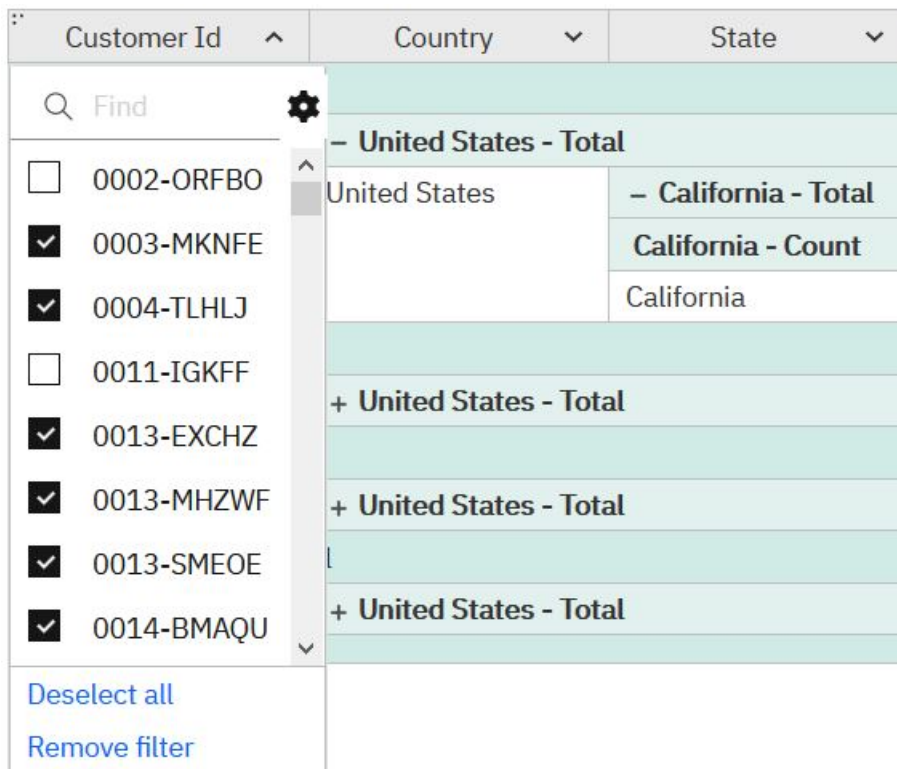 Customer Id Country State
Find
0002-ORFBO
0003-MKNFE
0004-TLHLJ
0011-IGKFF
0013-EXCHZ
0013-MHZWF
0013-SMEOE
0014-BMAQU
Deselect all
Remove filter
– United States - Total
United States
– California - Total
California - Count
California
+ United States - Total
+ United States - Total
+ United States - Total